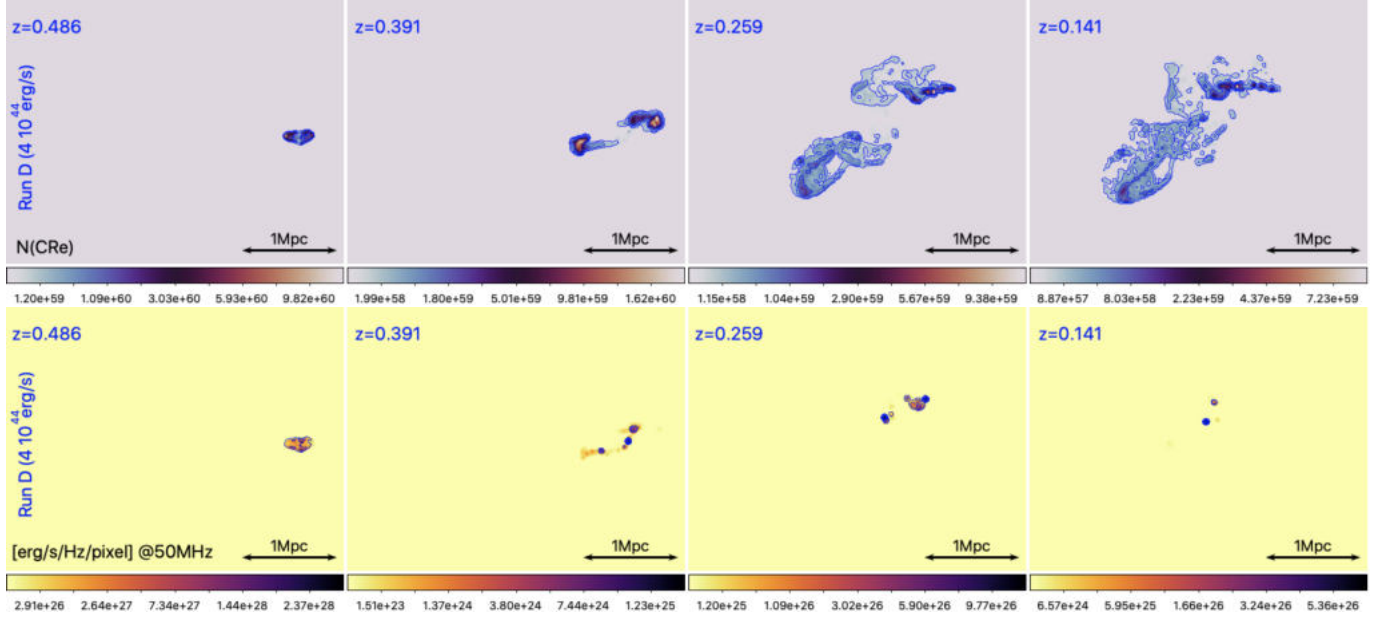 z=0.486
z=0.391
z=0.259
z=0.141
Run D (4 10^44 erg/s)
N(CRe)
1Mpc
1Mpc
1Mpc
1Mpc
1.20e+59 1.09e+60 3.03e+60 5.93e+60 9.82e+60
1.99e+58 1.80e+59 5.01e+59 9.81e+59 1.62e+60
1.15e+58 1.04e+59 2.90e+59 5.67e+59 9.38e+59
8.87e+57 8.03e+58 2.23e+59 4.37e+59 7.23e+59
z=0.486
z=0.391
z=0.259
z=0.141
Run D (4 10^44 erg/s)
[erg/s/Hz/pixel] @50MHz
1Mpc
1Mpc
1Mpc
1Mpc
2.91e+26 2.64e+27 7.34e+27 1.44e+28 2.37e+28
1.51e+23 1.37e+24 3.80e+24 7.44e+24 1.23e+25
1.20e+25 1.09e+26 3.02e+26 5.90e+26 9.77e+26
6.57e+24 5.95e+25 1.66e+26 3.24e+26 5.36e+26